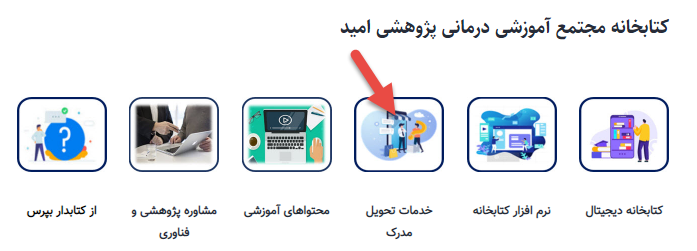 کتابخانه مجتمع آموزشی درمانی پژوهشی امید
کتابخانه دیجیتال
نرم افزار کتابخانه
خدمات تحویل
مدرک
محتواهای آموزشی
مشاوره پژوهشی و
فناوری
از کتابدار بپرس